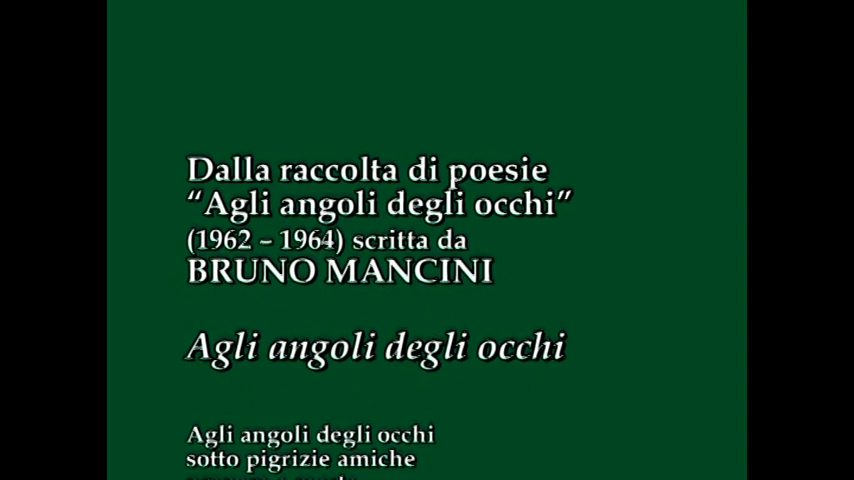 Dalla raccolta di poesie
“Agli angoli degli occhi”
(1962 – 1964) scritta da
BRUNO MANCINI
Agli angoli degli occhi
Agli angoli degli occhi
sotto pigrizie amiche